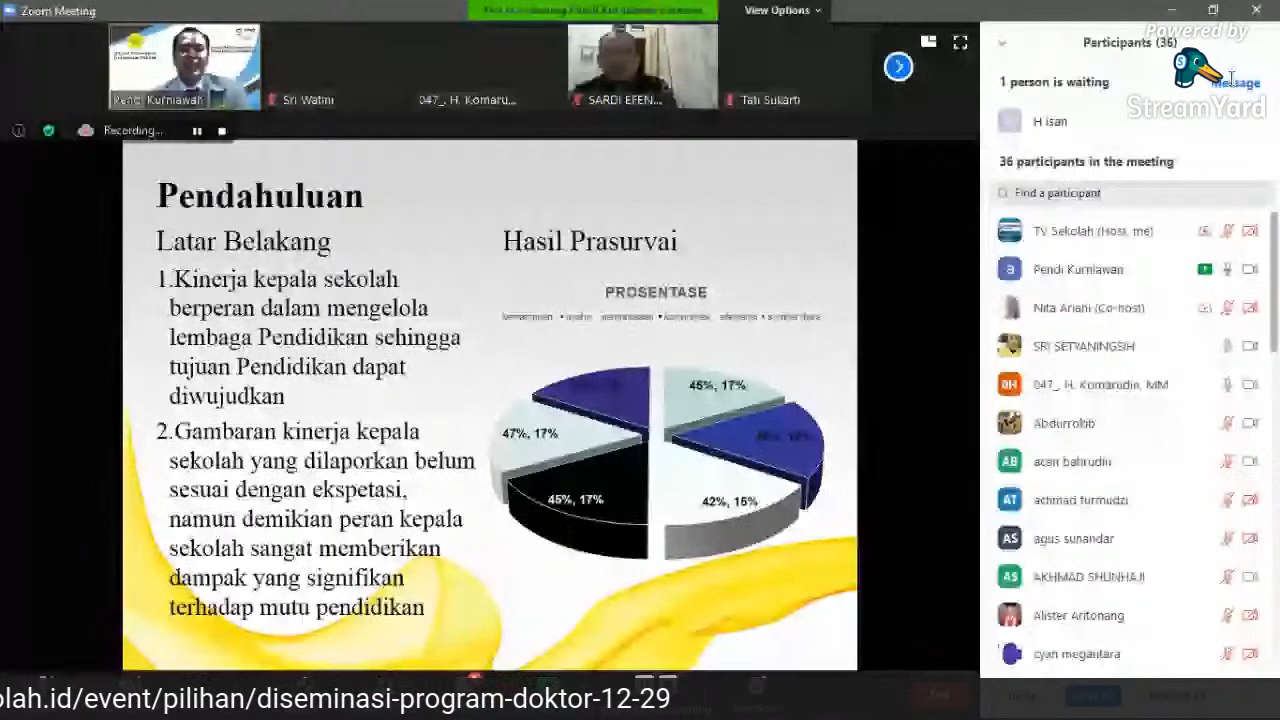 Zoom Meeting
View Options
Participants (36)
Powered by
StreamYard
1 person is waiting
Message
H isan
36 participants in the meeting
Find a participant
Pendi Kurniawan
Sri Watini
047_. H. Komaru...
SARDI EFEN...
Tati Sukarti
Recording...
TV Sekolah (Host, me)
Pendi Kurniawan
Nita Ariani (Co-host)
SRI SETYANINGSIH
047_. H. Komarudin, MM
Abdurrohib
acan bahrudin
achmad turmudzi
agus sunandar
AKHMAD SHUNHAJI
Alister Aritonang
cyan megantara
Pendahuluan
Latar Belakang
1.Kinerja kepala sekolah
berperan dalam mengelola
lembaga Pendidikan sehingga
tujuan Pendidikan dapat
diwujudkan
2.Gambaran kinerja kepala
sekolah yang dilaporkan belum
sesuai dengan ekspetasi,
namun demikian peran kepala
sekolah sangat memberikan
dampak yang signifikan
terhadap mutu pendidikan
Hasil Prasurvai
PROSENTASE
45%, 17%
47%, 17%
45%, 17%
42%, 16%
End
olah.id/event/pilihan/diseminasi-program-doktor-12-29